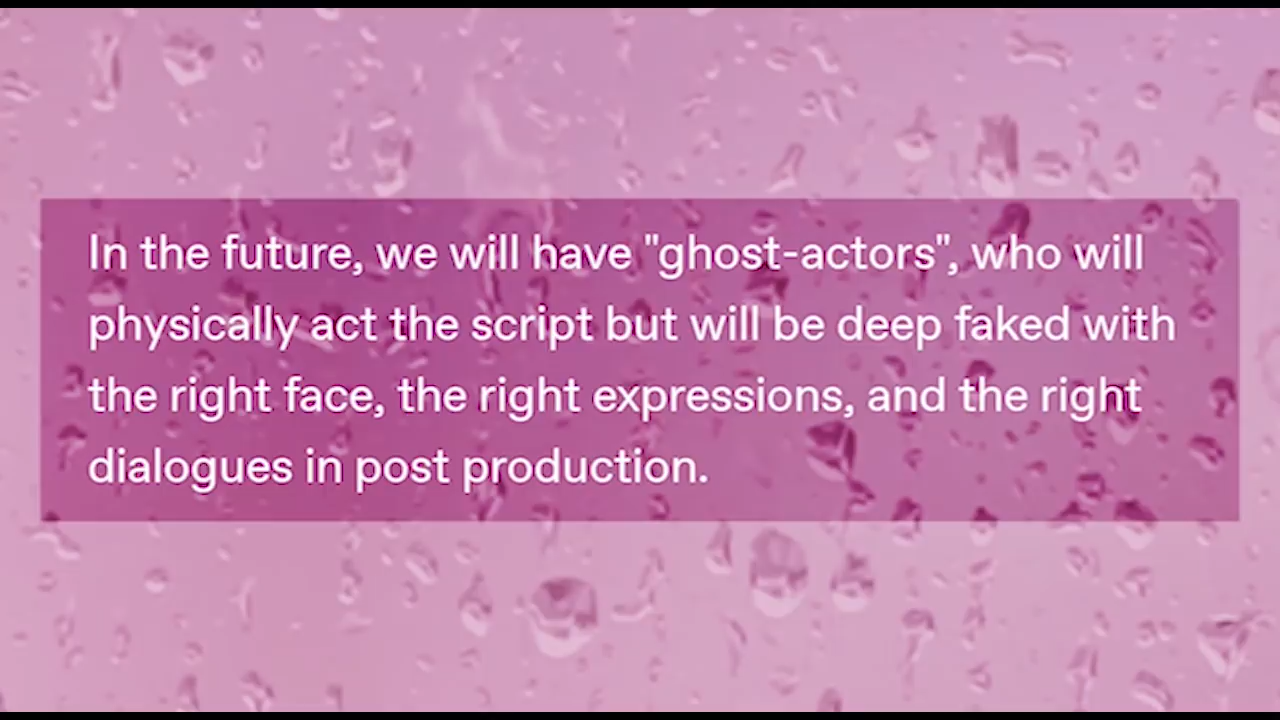 In the future, we will have "ghost-actors", who will
physically act the script but will be deep faked with
the right face, the right expressions, and the right
dialogues in post production.